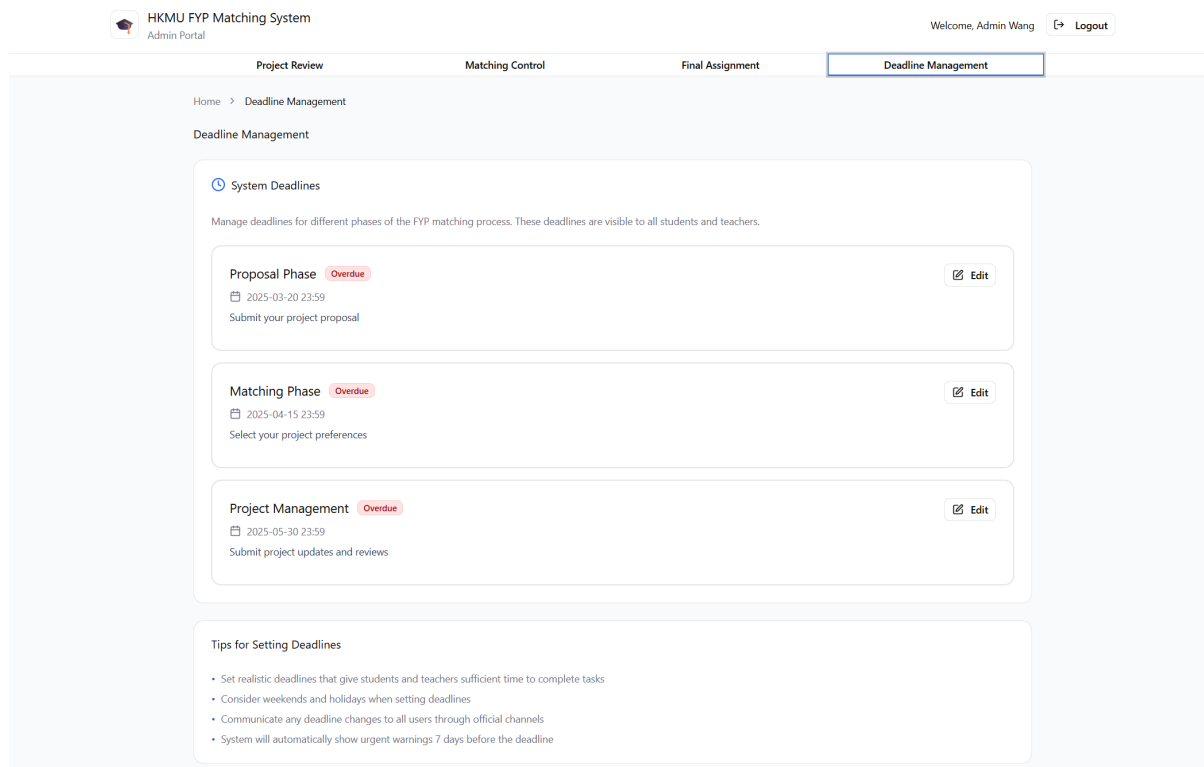 HKMU FYP Matching System
Admin Portal
Welcome, Admin Wang
Logout
Project Review
Matching Control
Final Assignment
Deadline Management
Home > Deadline Management
Deadline Management
System Deadlines
Manage deadlines for different phases of the FYP matching process. These deadlines are visible to all students and teachers.
Proposal Phase Overdue
Edit
2025-03-20 23:59
Submit your project proposal
Matching Phase Overdue
Edit
2025-04-15 23:59
Select your project preferences
Project Management Overdue
Edit
2025-05-30 23:59
Submit project updates and reviews
Tips for Setting Deadlines
• Set realistic deadlines that give students and teachers sufficient time to complete tasks
• Consider weekends and holidays when setting deadlines
• Communicate any deadline changes to all users through official channels
• System will automatically show urgent warnings 7 days before the deadline